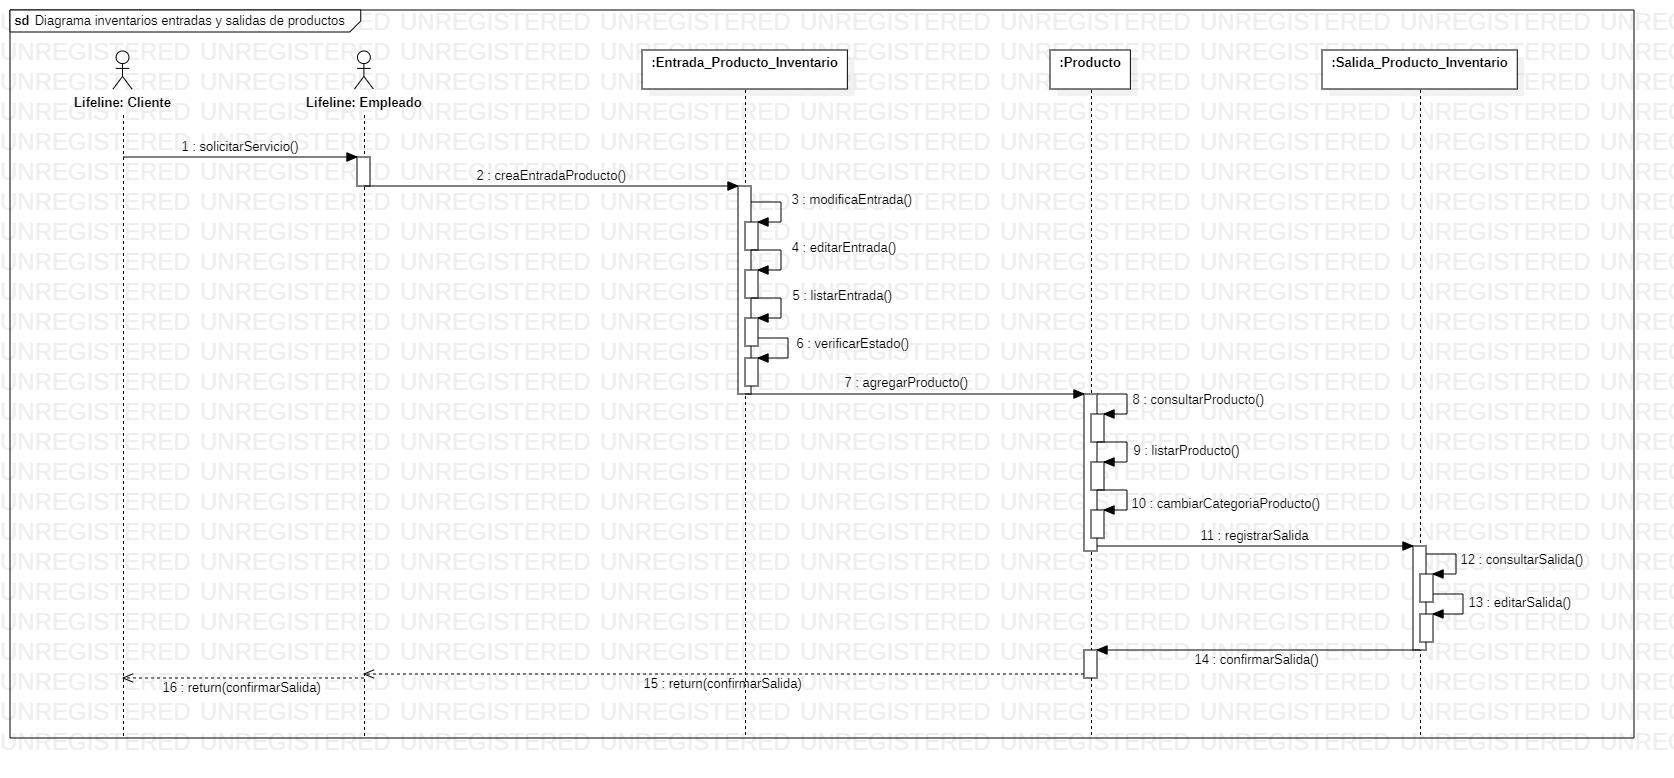 sd Diagrama inventarios entradas y salidas de productos
Lifeline: Cliente
Lifeline: Empleado
:Entrada_Producto_Inventario
:Producto
:Salida_Producto_Inventario
1 : solicitarServicio()
2 : creaEntradaProducto()
3 : modificaEntrada()
4 : editarEntrada()
5 : listarEntrada()
6 : verificarEstado()
7 : agregarProducto()
8 : consultarProducto()
9 : listarProducto()
10 : cambiarCategoriaProducto()
11 : registrarSalida
12 : consultarSalida()
13 : editarSalida()
14 : confirmarSalida()
15 : return(confirmarSalida)
16 : return(confirmarSalida)
UNREGISTERED